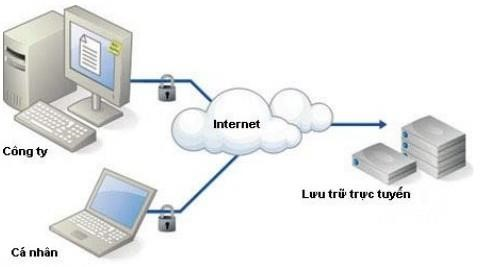 Công ty
Internet
Lưu trữ trực tuyến
Cá nhân